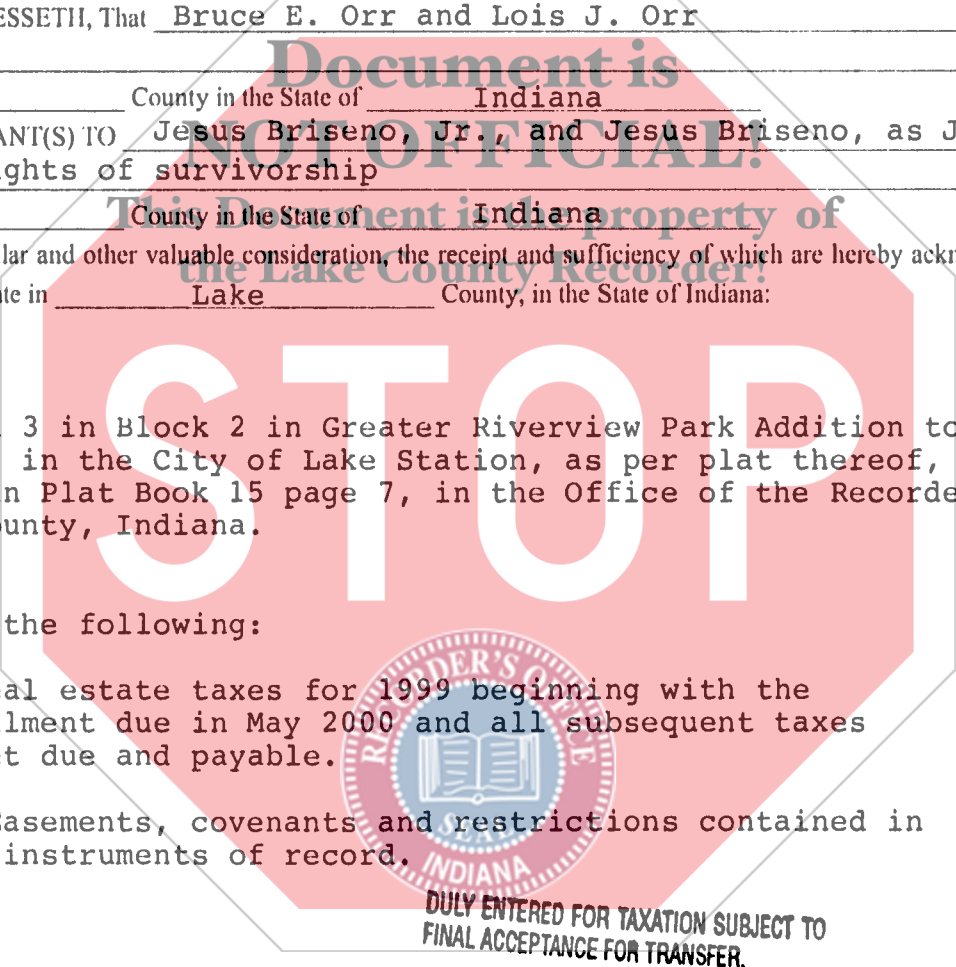 ESSETH, That Bruce E. Orr and Lois J. Orr
Document is
County in the State of Indiana
ANT(S) TO Jesus Briseno, Jr., and Jesus Briseno, as J
NOT OFFICIAL!
ghts of survivorship
This Document is the property of
County in the State of Indiana
lar and other valuable consideration, the receipt and sufficiency of which are hereby ackn
the Lake County Recorder!
te in Lake County, in the State of Indiana:
STOP
3 in Block 2 in Greater Riverview Park Addition to
in the City of Lake Station, as per plat thereof,
n Plat Book 15 page 7, in the Office of the Recorde
ounty, Indiana.
the following:
eal estate taxes for 1999 beginning with the
lment due in May 2000 and all subsequent taxes
et due and payable.
RECORDER'S OFFICE
SEAL
INDIANA
Easements, covenants and restrictions contained in
instruments of record.
DULY ENTERED FOR TAXATION SUBJECT TO
FINAL ACCEPTANCE FOR TRANSFER.